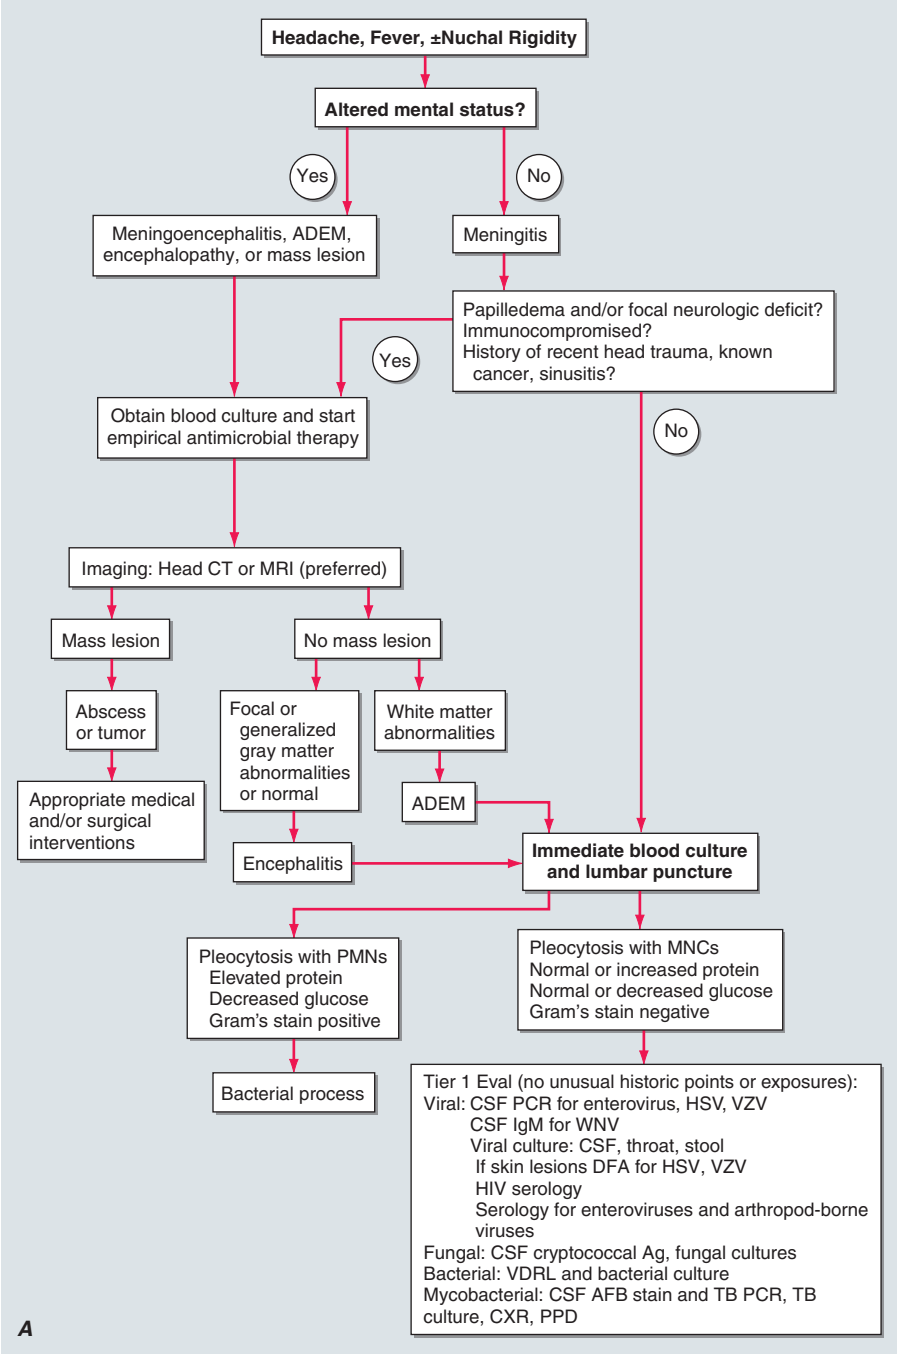 Headache, Fever, ±Nuchal Rigidity
Altered mental status?
Yes
No
Meningoencephalitis, ADEM,
encephalopathy, or mass lesion
Meningitis
Papilledema and/or focal neurologic deficit?
Immunocompromised?
History of recent head trauma, known
cancer, sinusitis?
Yes
No
Obtain blood culture and start
empirical antimicrobial therapy
Imaging: Head CT or MRI (preferred)
Mass lesion
No mass lesion
Abscess
or tumor
Focal or
generalized
gray matter
abnormalities
or normal
White matter
abnormalities
Appropriate medical
and/or surgical
interventions
ADEM
Encephalitis
Immediate blood culture
and lumbar puncture
Pleocytosis with PMNs
Elevated protein
Decreased glucose
Gram's stain positive
Pleocytosis with MNCs
Normal or increased protein
Normal or decreased glucose
Gram's stain negative
Bacterial process
Tier 1 Eval (no unusual historic points or exposures):
Viral: CSF PCR for enterovirus, HSV, VZV
CSF IgM for WNV
Viral culture: CSF, throat, stool
If skin lesions DFA for HSV, VZV
HIV serology
Serology for enteroviruses and arthropod-borne
viruses
Fungal: CSF cryptococcal Ag, fungal cultures
Bacterial: VDRL and bacterial culture
Mycobacterial: CSF AFB stain and TB PCR, TB
culture, CXR, PPD
A